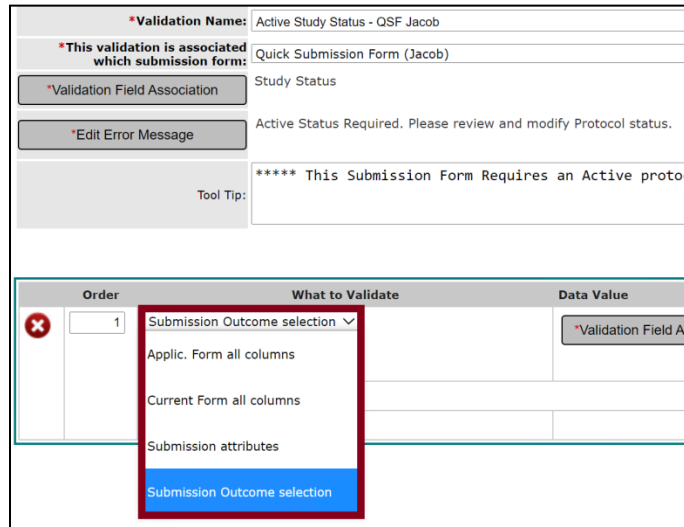 *Validation Name: Active Study Status - QSF Jacob
*This validation is associated
which submission form: Quick Submission Form (Jacob)
*Validation Field Association Study Status
*Edit Error Message Active Status Required. Please review and modify Protocol status.
Tool Tip: ***** This Submission Form Requires an Active proto
Order What to Validate Data Value
1 Submission Outcome selection *Validation Field A
Applic. Form all columns
Current Form all columns
Submission attributes
Submission Outcome selection